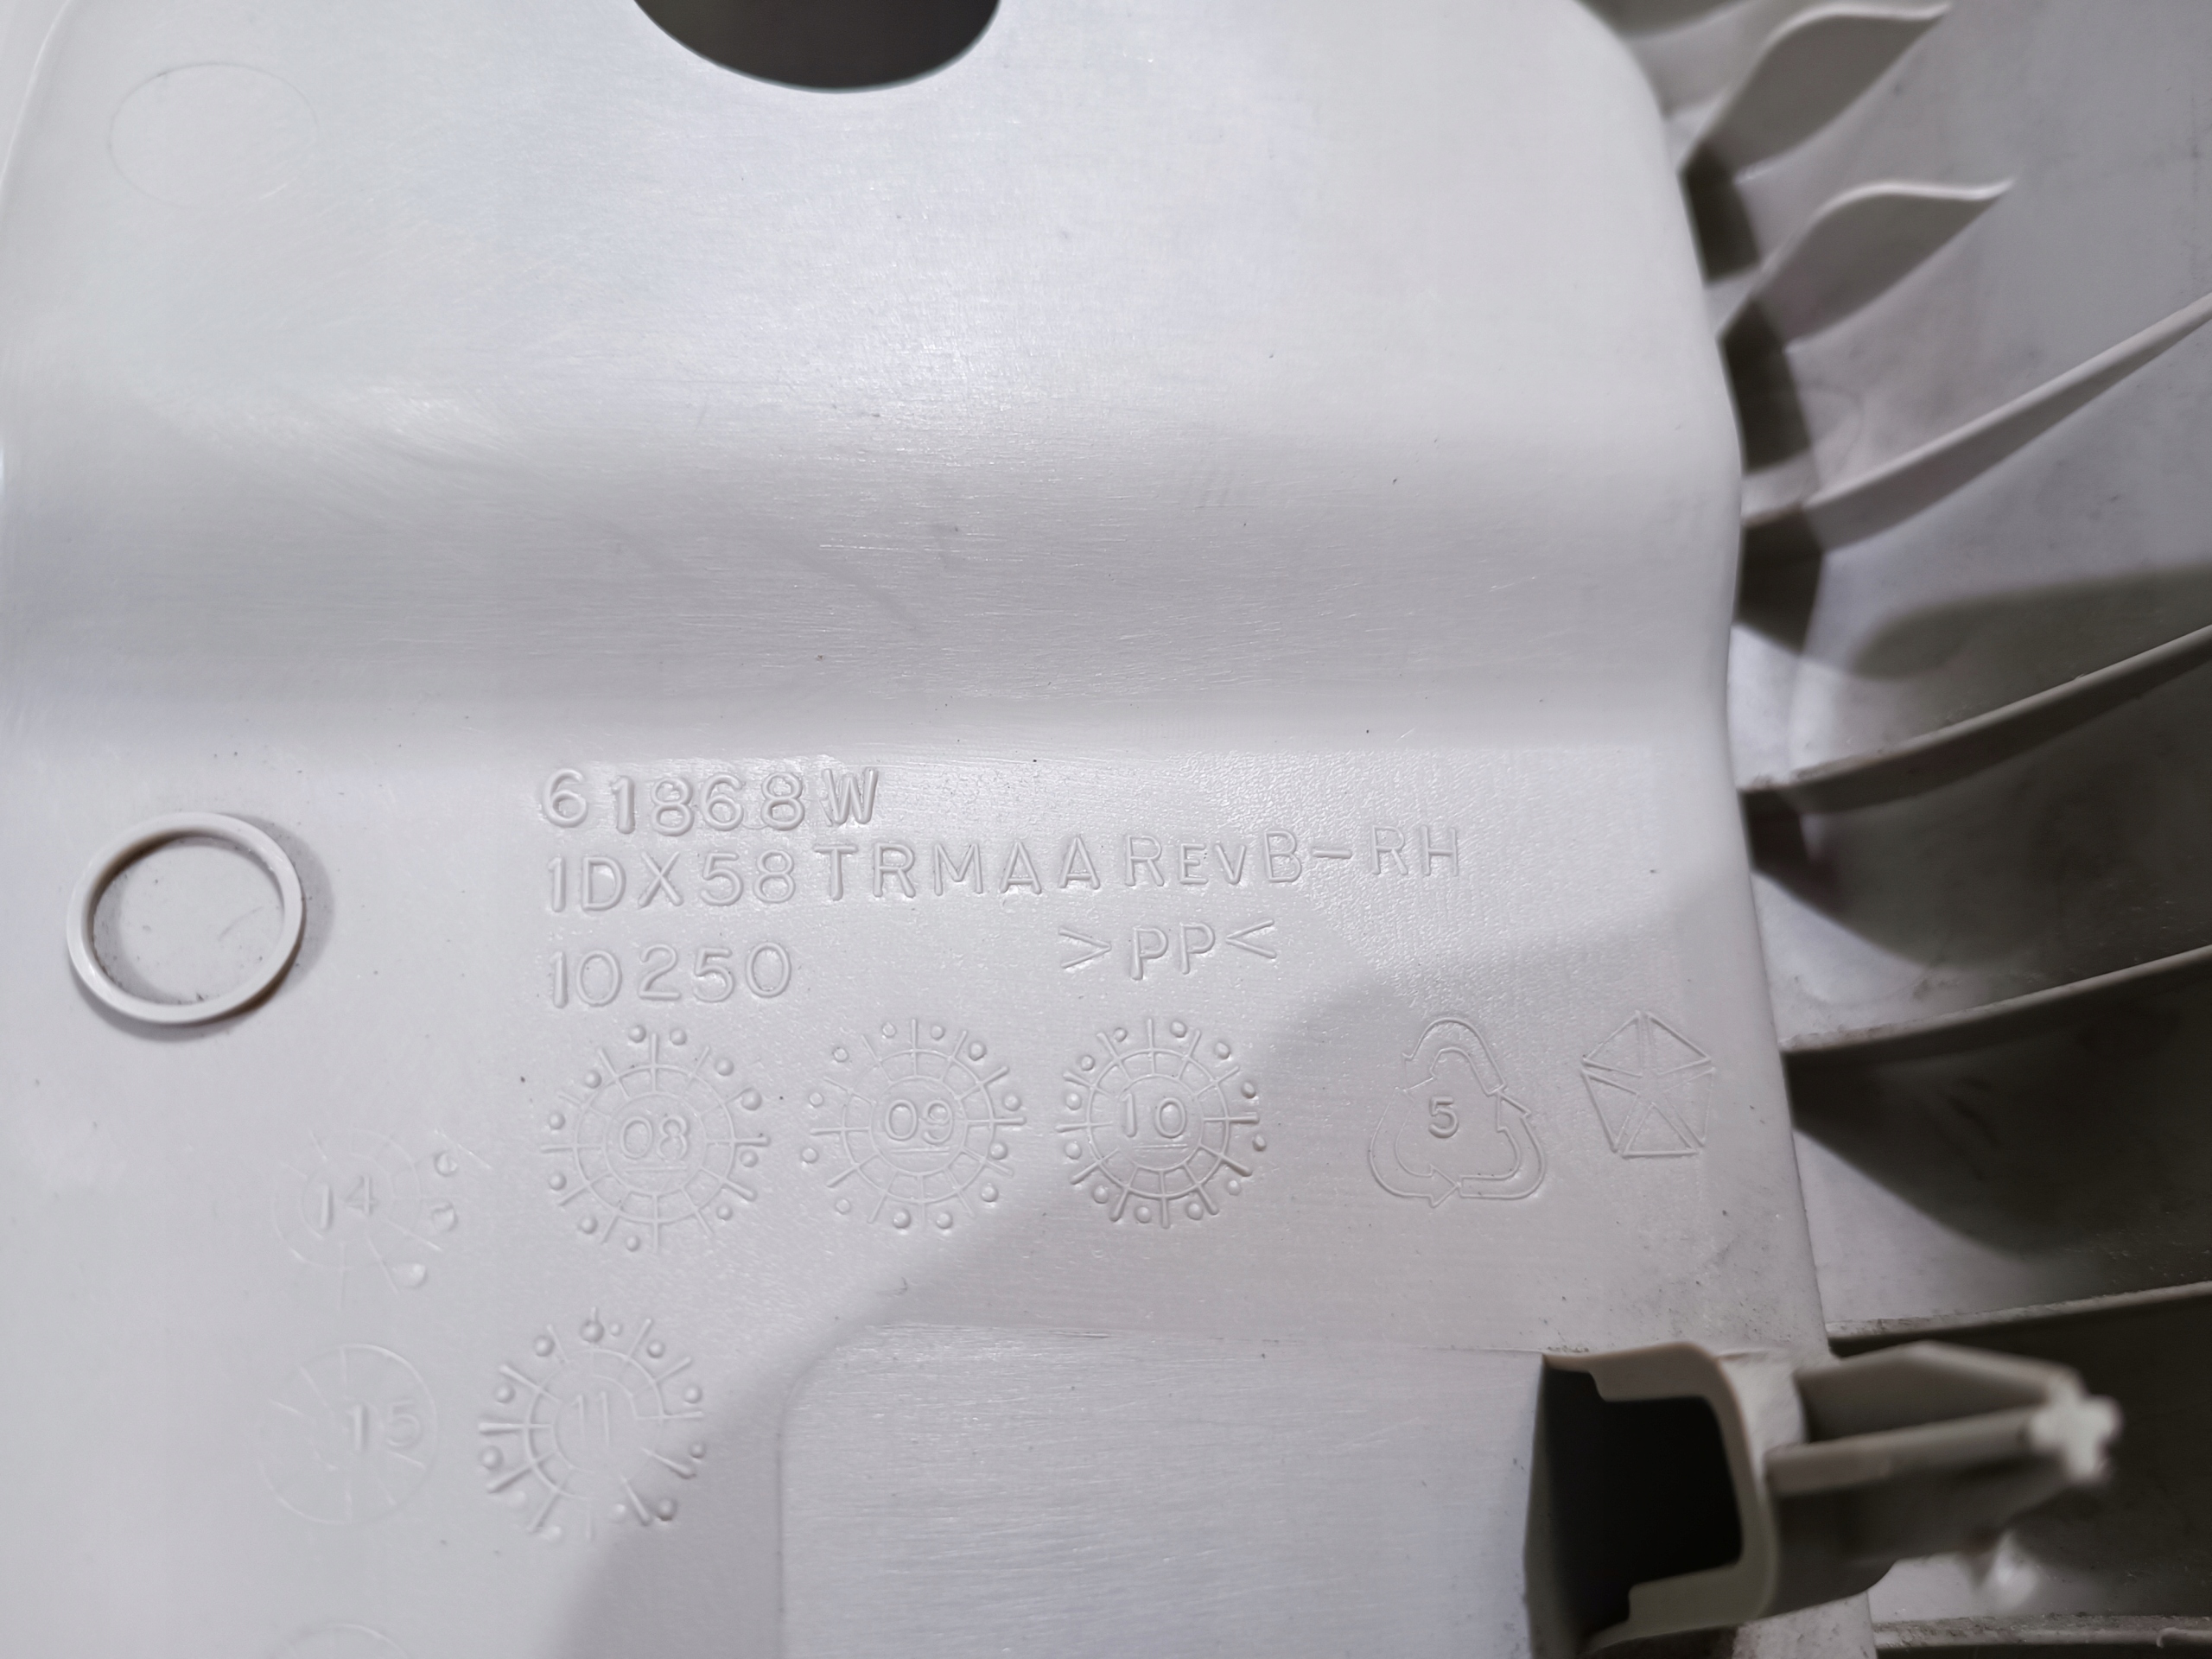 61868W
1DX58TRMAA REVB-RH
10250 >PP<
08 09 10 5
14
15 11